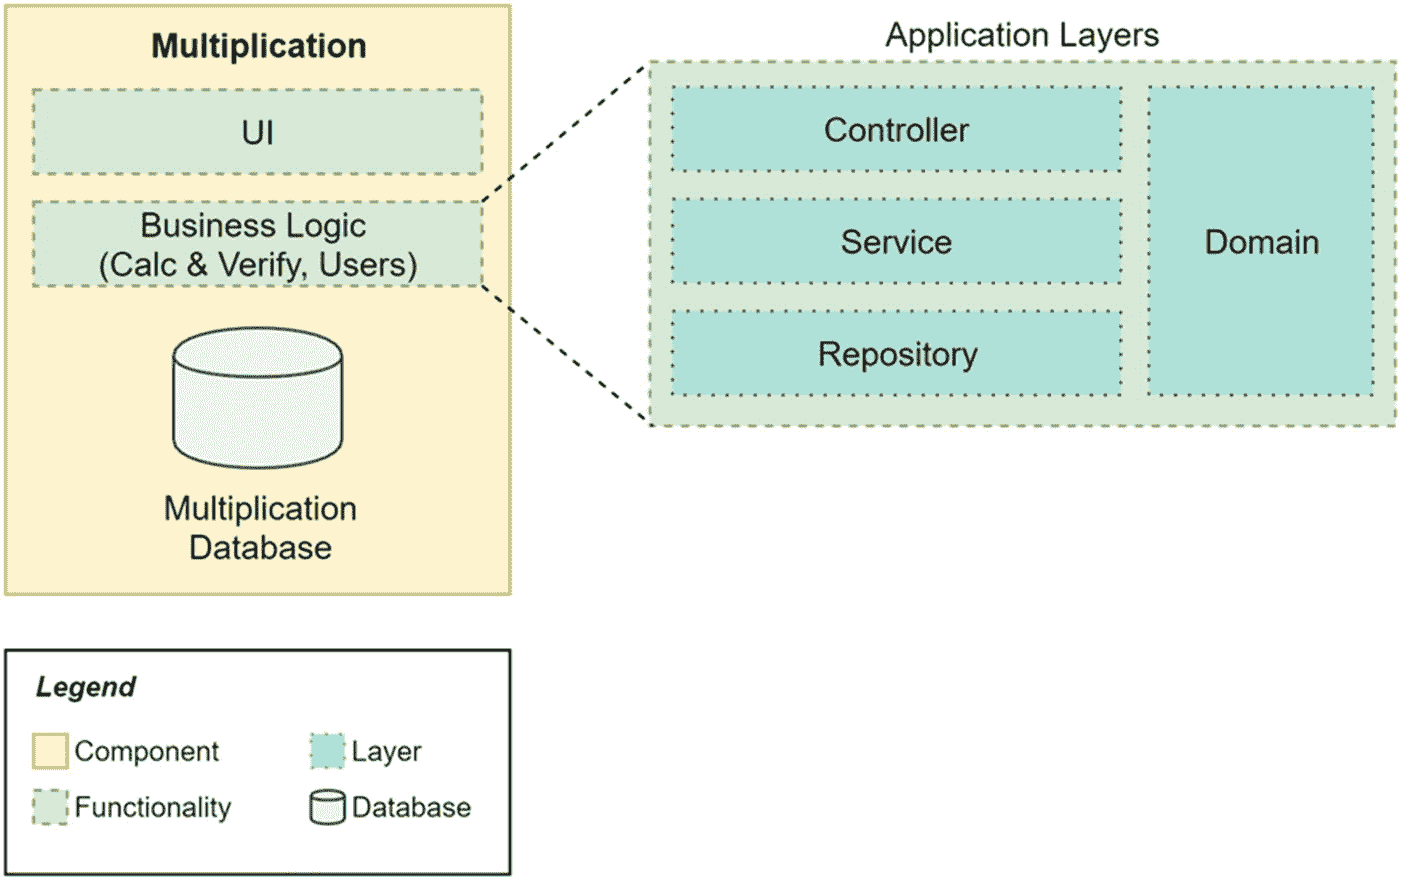 Multiplication
UI
Business Logic
(Calc & Verify, Users)
Multiplication
Database
Application Layers
Controller
Service
Repository
Domain
Legend
Component
Layer
Functionality
Database